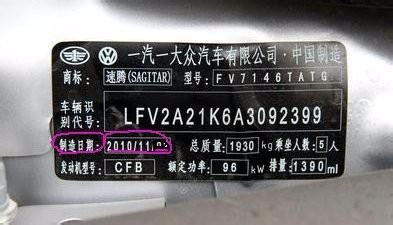 一汽一大众汽车有限公司·中国制造
商标: 速腾(SAGITAR) 型号: FV7146TATG
车辆识
别代号: LFV2A21K6A3092399
制造日期: 2010/11 总质量: 1930 kg 乘坐人数: 5 人
发动机型号: CFB 额定功率: 96 kW 排量: 1390 ml